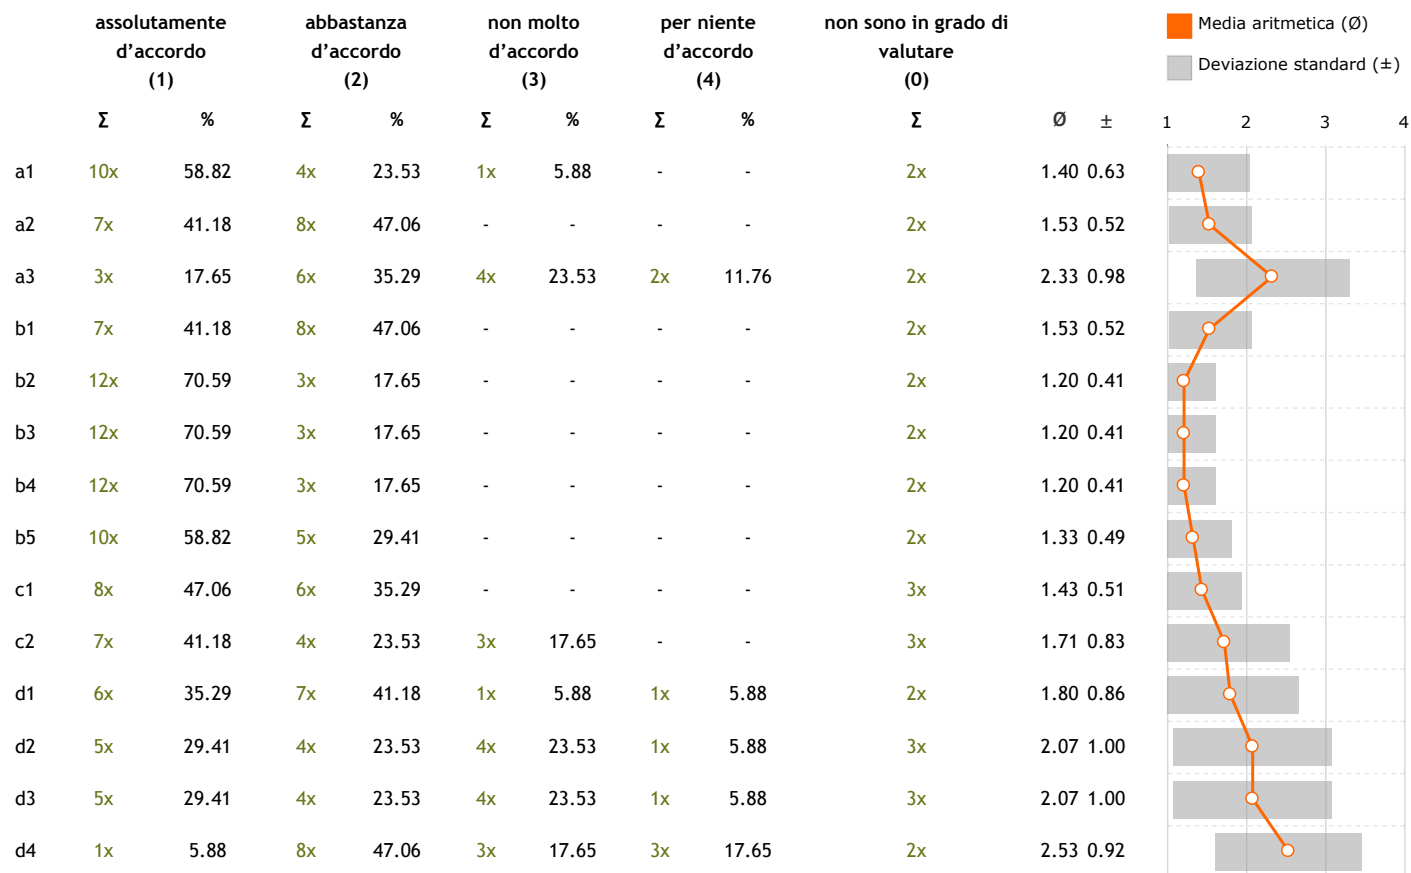 assolutamente d’accordo (1) abbastanza d’accordo (2) non molto d’accordo (3) per niente d’accordo (4) non sono in grado di valutare (0)
Media aritmetica (Ø)
Deviazione standard (±)
Σ % Σ % Σ % Σ % Σ Ø ± 1 2 3 4
a1 10x 58.82 4x 23.53 1x 5.88 - - 2x 1.40 0.63
a2 7x 41.18 8x 47.06 - - - - 2x 1.53 0.52
a3 3x 17.65 6x 35.29 4x 23.53 2x 11.76 2x 2.33 0.98
b1 7x 41.18 8x 47.06 - - - - 2x 1.53 0.52
b2 12x 70.59 3x 17.65 - - - - 2x 1.20 0.41
b3 12x 70.59 3x 17.65 - - - - 2x 1.20 0.41
b4 12x 70.59 3x 17.65 - - - - 2x 1.20 0.41
b5 10x 58.82 5x 29.41 - - - - 2x 1.33 0.49
c1 8x 47.06 6x 35.29 - - - - 3x 1.43 0.51
c2 7x 41.18 4x 23.53 3x 17.65 - - 3x 1.71 0.83
d1 6x 35.29 7x 41.18 1x 5.88 1x 5.88 2x 1.80 0.86
d2 5x 29.41 4x 23.53 4x 23.53 1x 5.88 3x 2.07 1.00
d3 5x 29.41 4x 23.53 4x 23.53 1x 5.88 3x 2.07 1.00
d4 1x 5.88 8x 47.06 3x 17.65 3x 17.65 2x 2.53 0.92